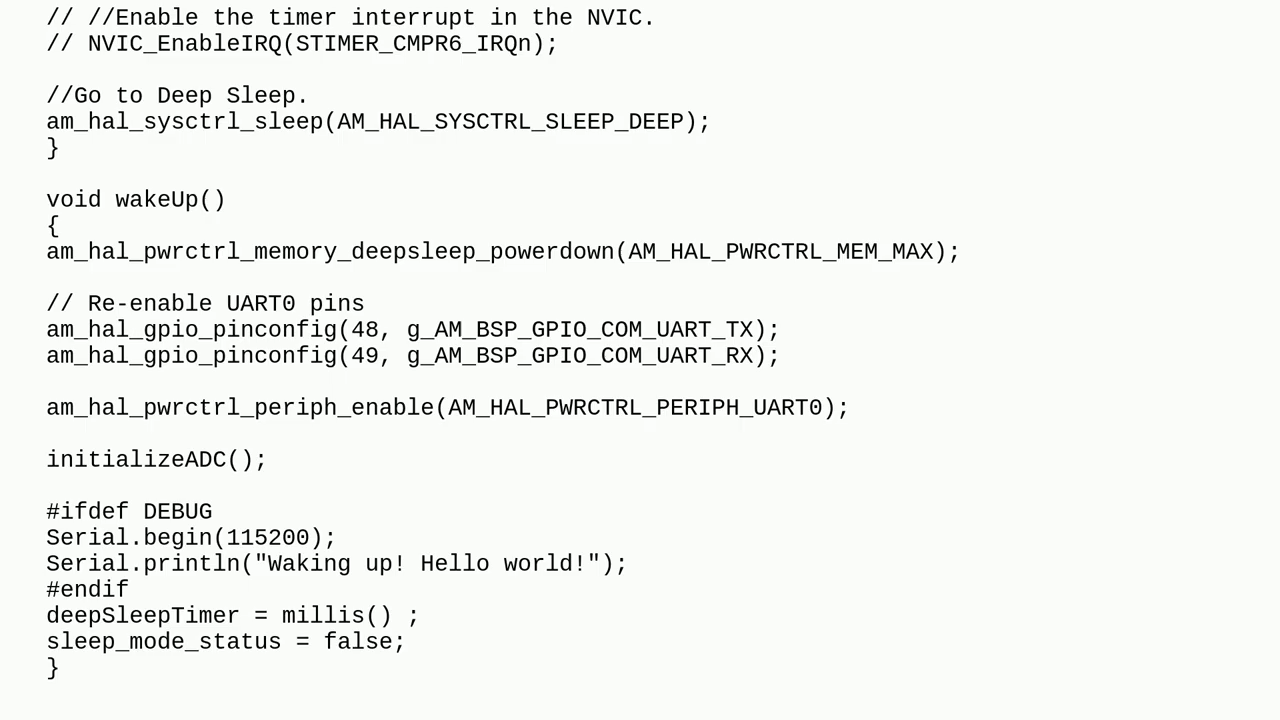 // //Enable the timer interrupt in the NVIC.
// NVIC_EnableIRQ(STIMER_CMPR6_IRQn);
//Go to Deep Sleep.
am_hal_sysctrl_sleep(AM_HAL_SYSCTRL_SLEEP_DEEP);
}
void wakeUp()
{
am_hal_pwrctrl_memory_deepsleep_powerdown(AM_HAL_PWRCTRL_MEM_MAX);
// Re-enable UART0 pins
am_hal_gpio_pinconfig(48, g_AM_BSP_GPIO_COM_UART_TX);
am_hal_gpio_pinconfig(49, g_AM_BSP_GPIO_COM_UART_RX);
am_hal_pwrctrl_periph_enable(AM_HAL_PWRCTRL_PERIPH_UART0);
initializeADC();
#ifdef DEBUG
Serial.begin(115200);
Serial.println("Waking up! Hello world!");
#endif
deepSleepTimer = millis() ;
sleep_mode_status = false;
}